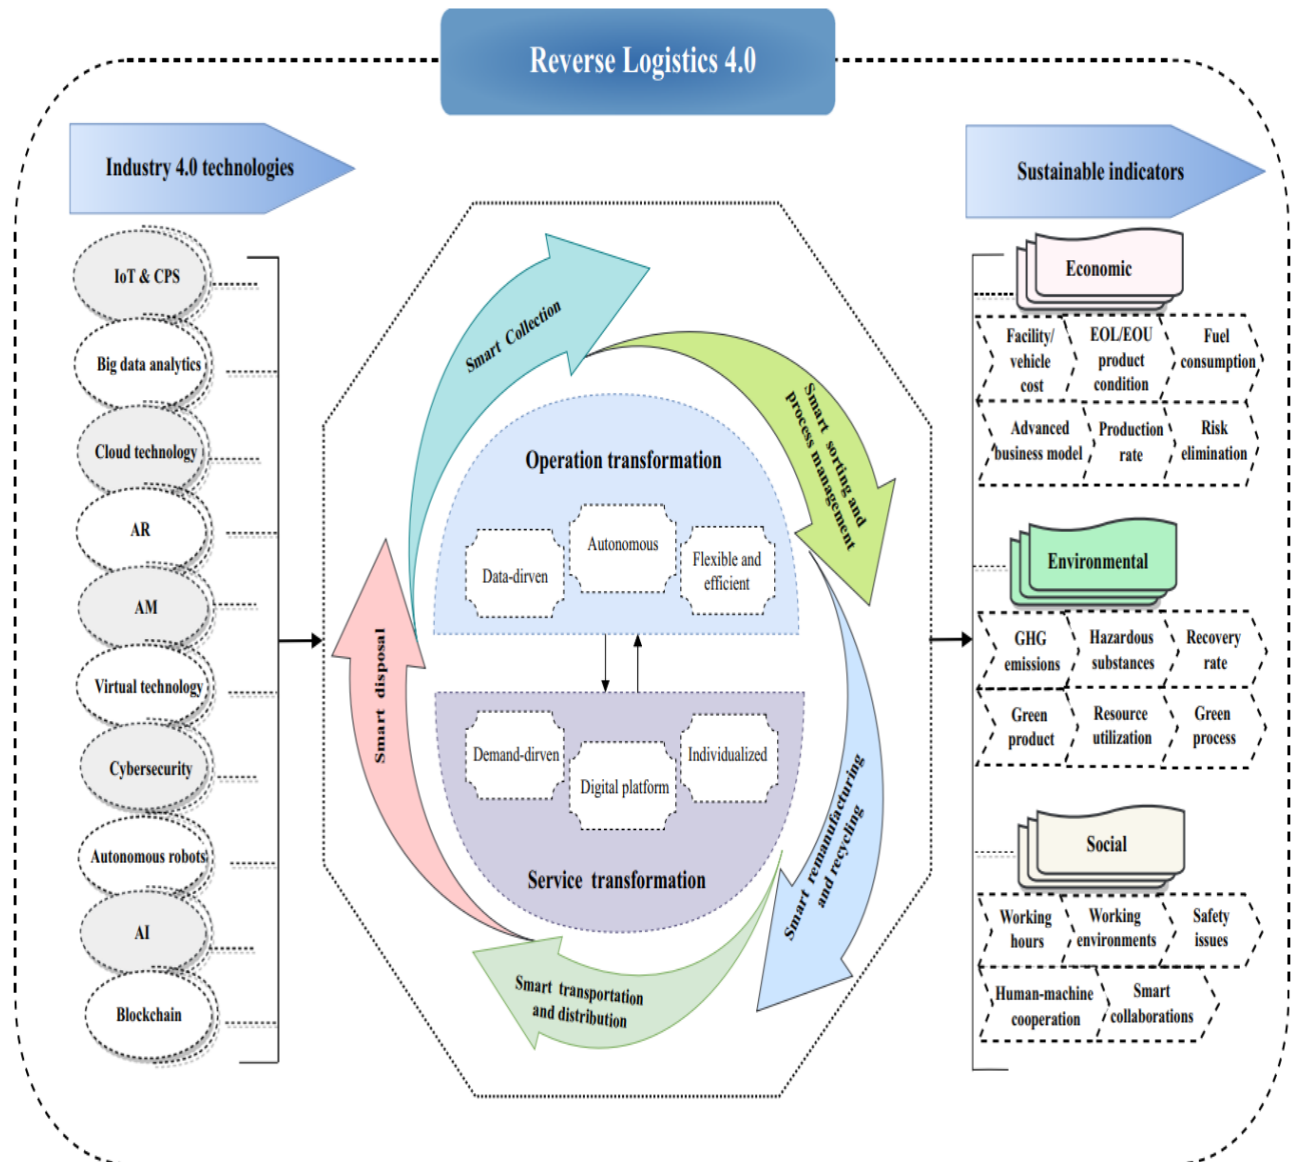 Reverse Logistics 4.0
Industry 4.0 technologies
IoT & CPS
Big data analytics
Cloud technology
AR
AM
Virtual technology
Cybersecurity
Autonomous robots
AI
Blockchain
Smart Collection
Smart sorting and
process management
Smart remanufacturing
and recycling
Smart transportation
and distribution
Smart disposal
Operation transformation
Data-dirven
Autonomous
Flexible and
efficient
Demand-dirven
Digital platform
Individualized
Service transformation
Sustainable indicators
Economic
Facility/
vehicle
cost
EOL/EOU
product
condition
Fuel
consumption
Advanced
business model
Production
rate
Risk
elimination
Environmental
GHG
emissions
Hazardous
substances
Recovery
rate
Green
product
Resource
utilization
Green
process
Social
Working
hours
Working
environments
Safety
issues
Human-machine
cooperation
Smart
collaborations